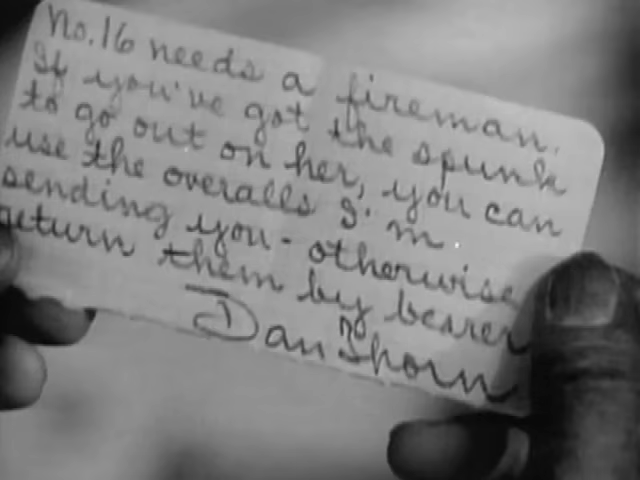 No. 16 needs a fireman.
If you've got the spunk
to go out on her, you can
use the overalls I'm
sending you - otherwise
return them by bearer
Dan Thorn